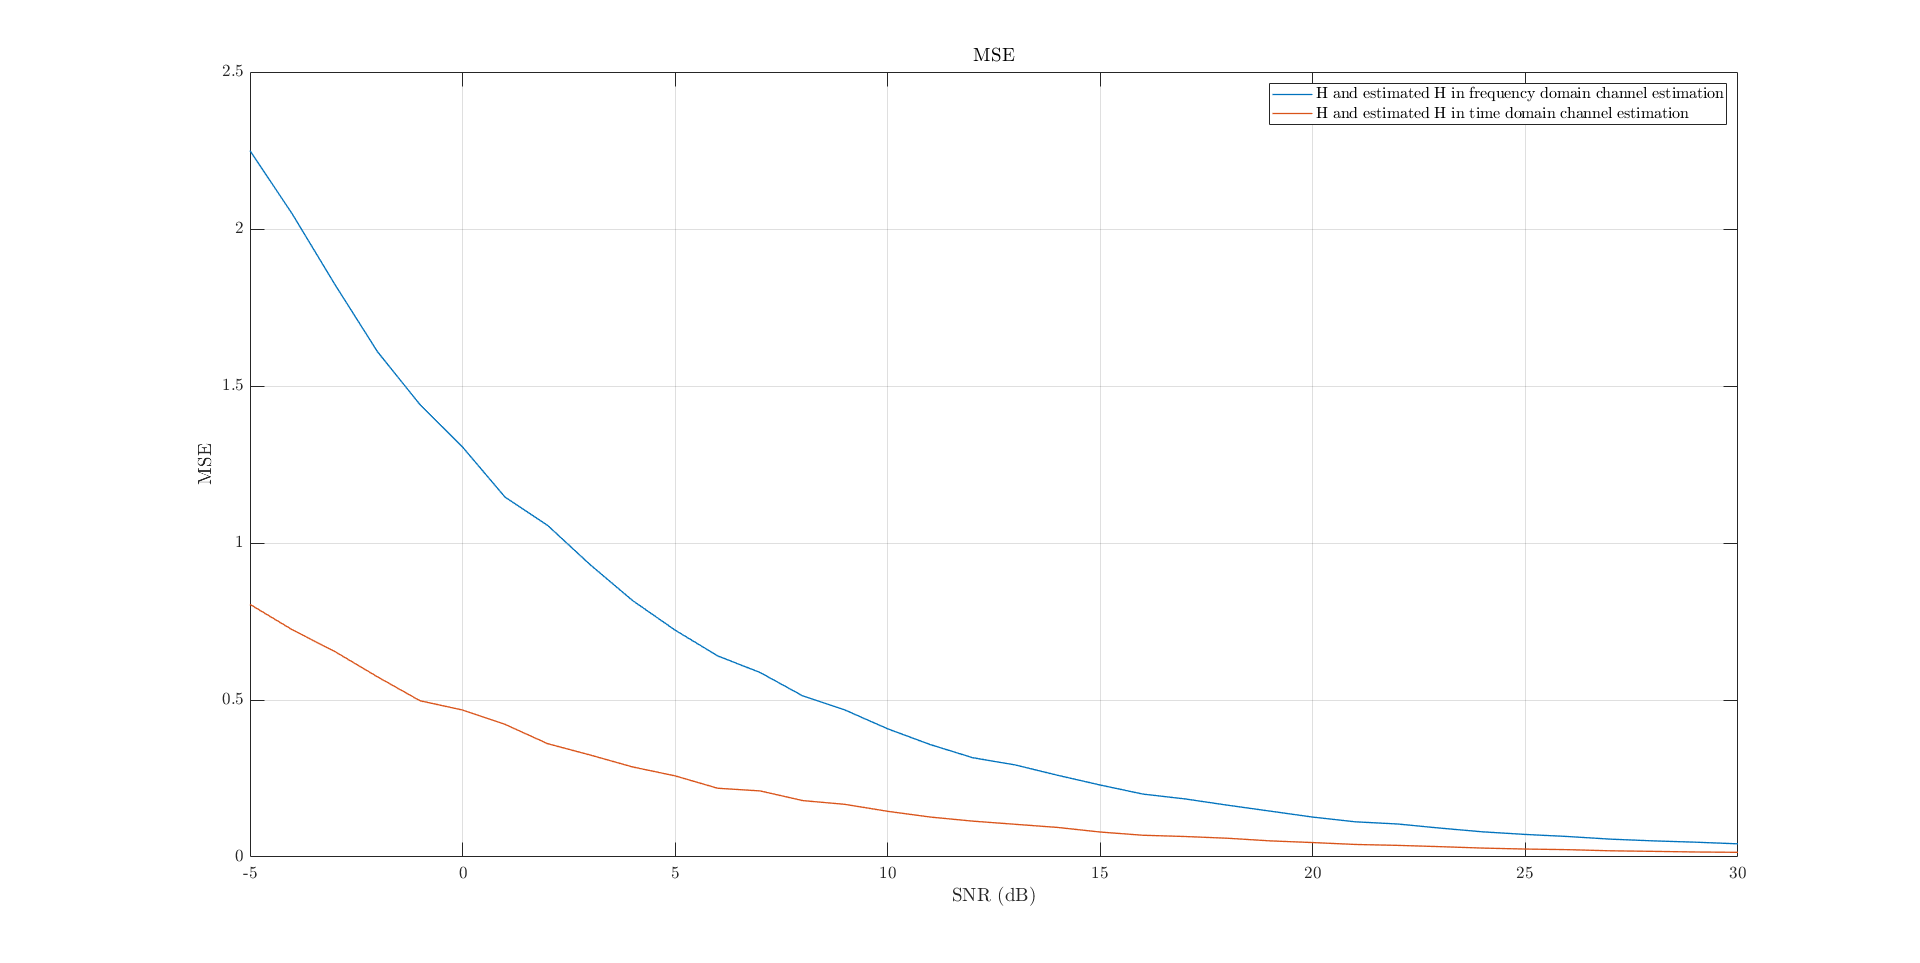 MSE
H and estimated H in frequency domain channel estimation
H and estimated H in time domain channel estimation
2.5
2
1.5
1
0.5
0
MSE
-5 0 5 10 15 20 25 30
SNR (dB)